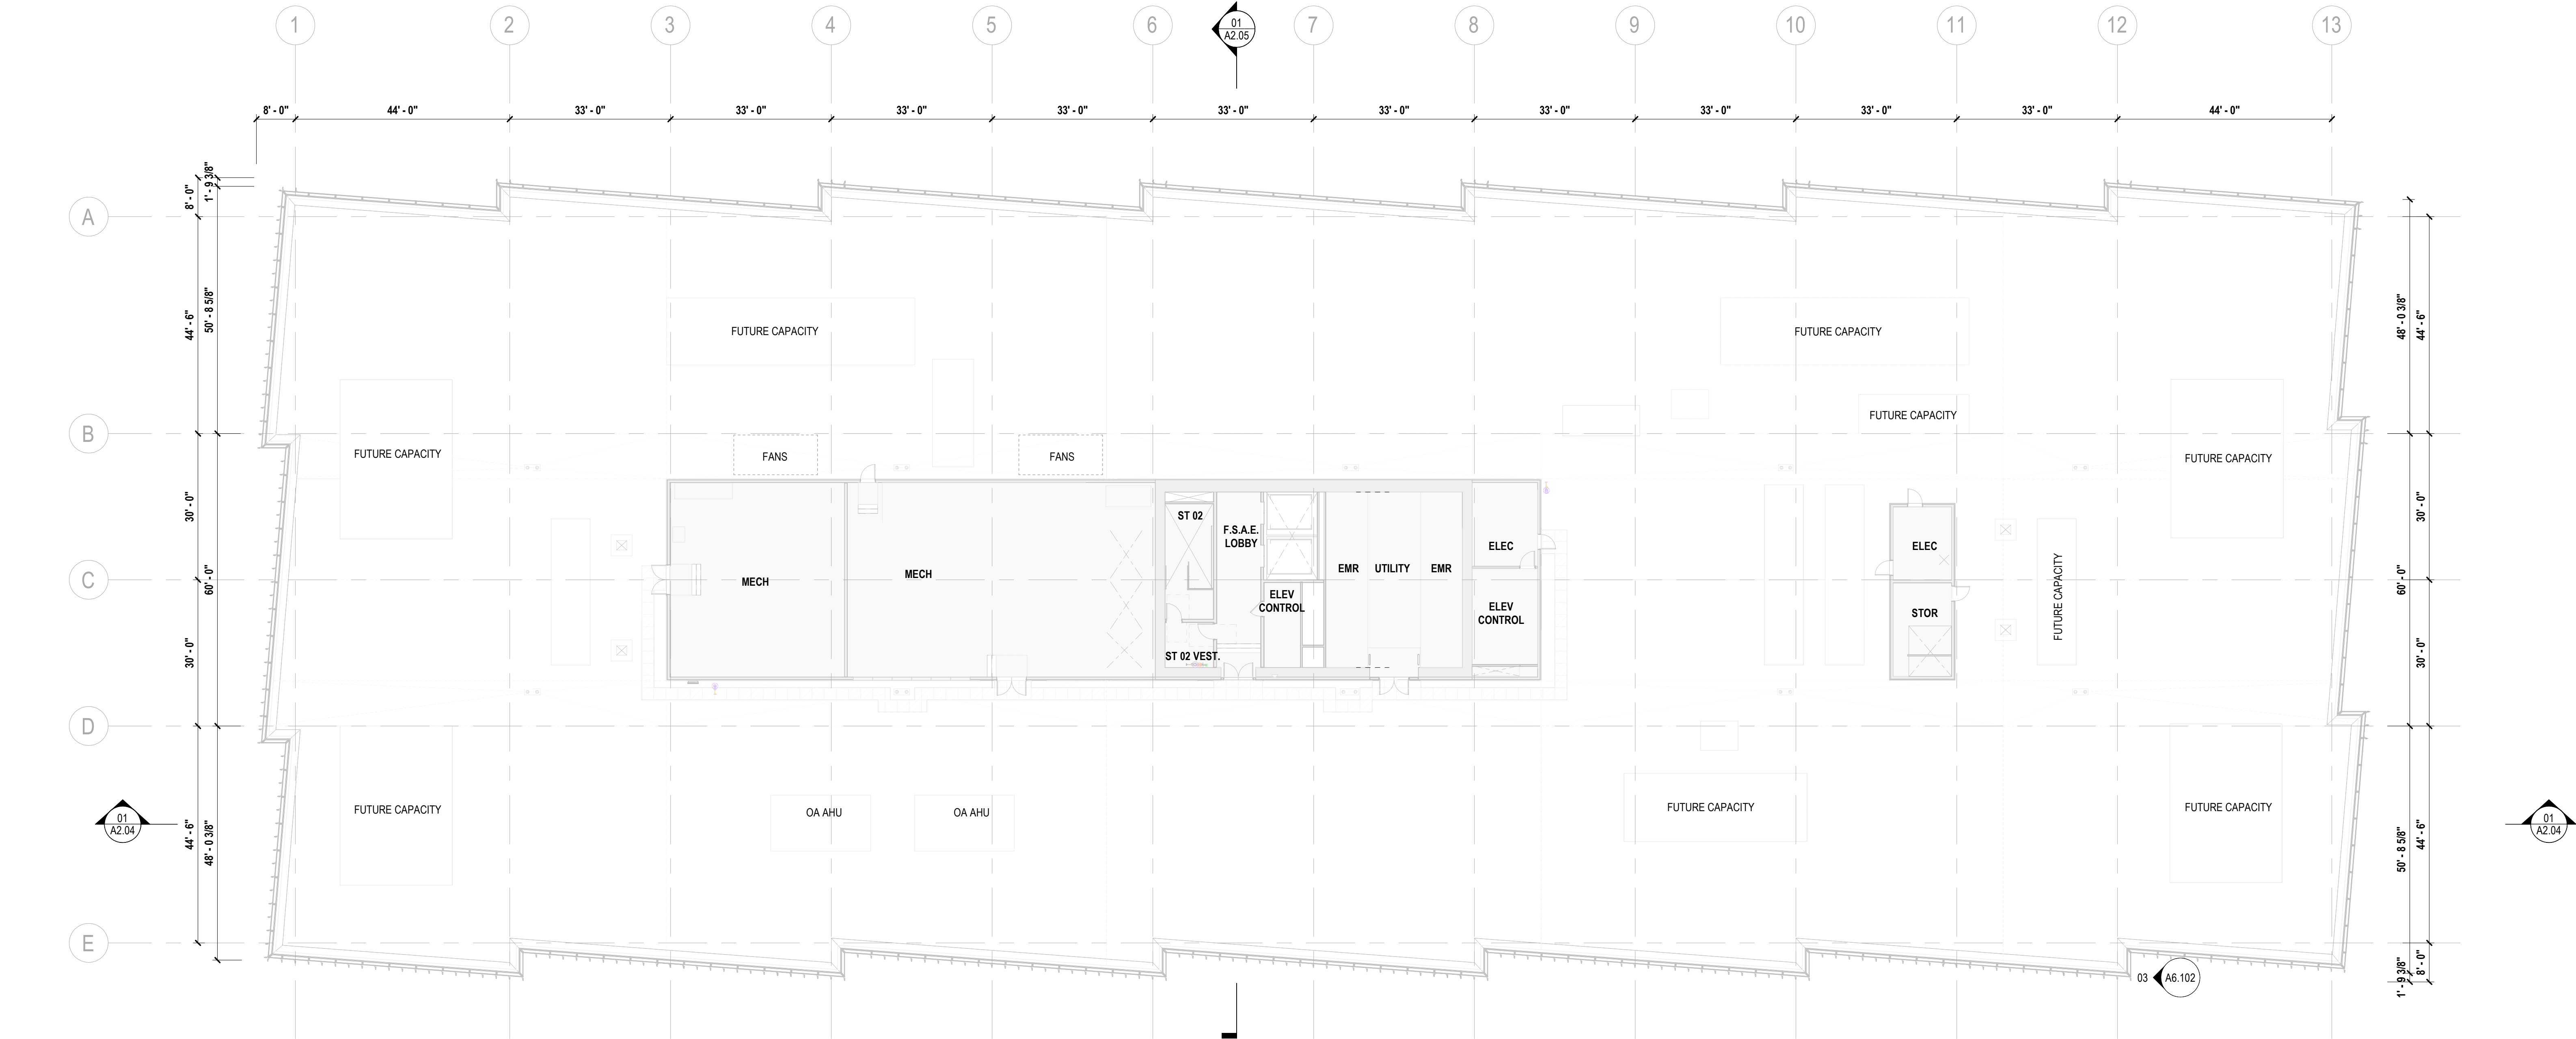 1 2 3 4 5 6 7 8 9 10 11 12 13
01
A2.05
8' - 0" 44' - 0" 33' - 0" 33' - 0" 33' - 0" 33' - 0" 33' - 0" 33' - 0" 33' - 0" 33' - 0" 33' - 0" 33' - 0" 44' - 0"
8' - 0"
1' - 9 3/8"
A
44' - 6"
50' - 8 5/8"
FUTURE CAPACITY
FUTURE CAPACITY
48' - 0 3/8"
44' - 6"
B
FUTURE CAPACITY
FUTURE CAPACITY
FANS
FANS
FUTURE CAPACITY
30' - 0"
30' - 0"
ST 02
F.S.A.E.
LOBBY
ELEC
ELEC
C
60' - 0"
MECH
MECH
EMR
UTILITY
EMR
ELEV
CONTROL
ELEV
CONTROL
STOR
FUTURE CAPACITY
60' - 0"
30' - 0"
ST 02 VEST.
30' - 0"
D
FUTURE CAPACITY
OA AHU
OA AHU
FUTURE CAPACITY
FUTURE CAPACITY
01
A2.04
01
A2.04
44' - 6"
48' - 0 3/8"
50' - 8 5/8"
44' - 6"
E
03
A6.102
1' - 9 3/8"
8' - 0"